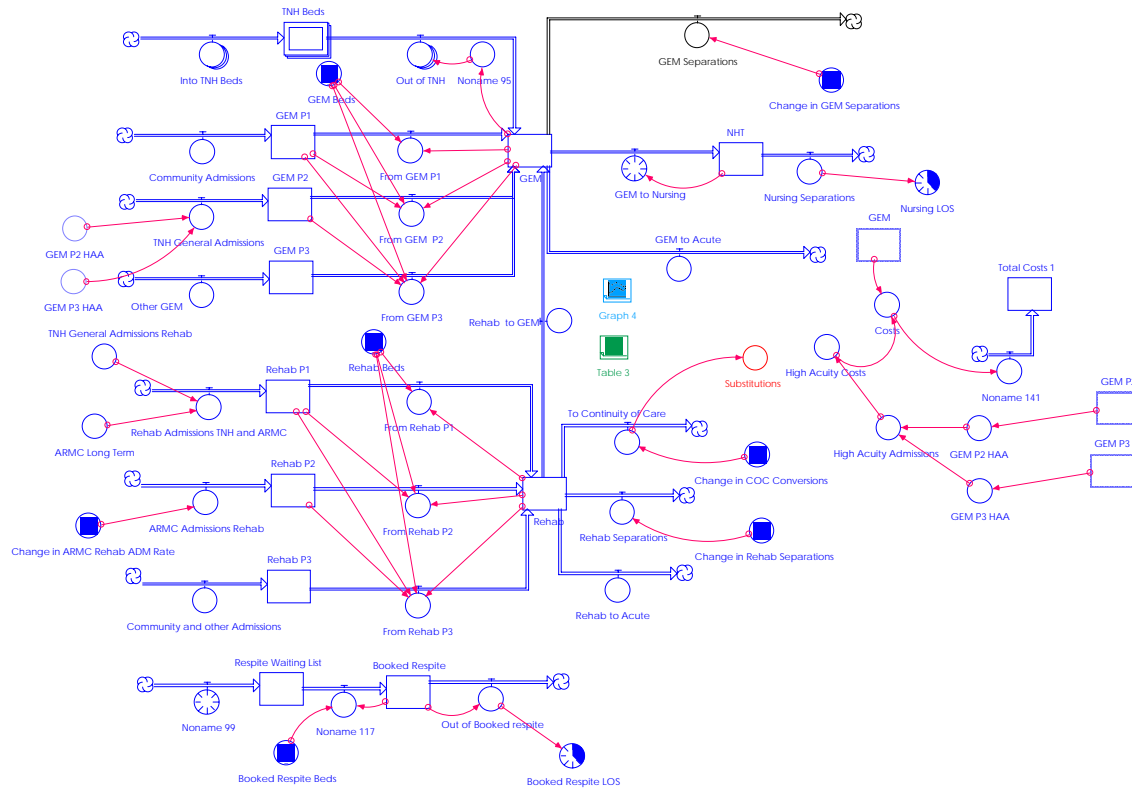 TNH Beds
Into TNH Beds
Out of TNH
Noname 95
GEM Separations
Change in GEM Separations
GEM Beds
GEM P1
Community Admissions
From GEM P1
GEM
NHT
GEM to Nursing
Nursing Separations
Nursing LOS
GEM P2
TNH General Admissions
From GEM  P2
GEM P2 HAA
GEM to Acute
GEM
GEM P3
GEM P3 HAA
Other GEM
From GEM P3
Total Costs 1
Graph 4
Rehab  to GEM
Costs
TNH General Admissions Rehab
Table 3
Rehab Beds
High Acuity Costs
Noname 141
Rehab P1
Substitutions
GEM P
Rehab Admissions TNH and ARMC
From Rehab P1
To Continuity of Care
ARMC Long Term
High Acuity Admissions
GEM P2 HAA
GEM P3
Rehab P2
Change in COC Conversions
GEM P3 HAA
ARMC Admissions Rehab
From Rehab P2
Rehab
Rehab Separations
Change in ARMC Rehab ADM Rate
Change in Rehab Separations
Rehab P3
Community and other Admissions
From Rehab P3
Rehab to Acute
Respite Waiting List
Booked Respite
Noname 99
Noname 117
Out of Booked respite
Booked Respite Beds
Booked Respite LOS